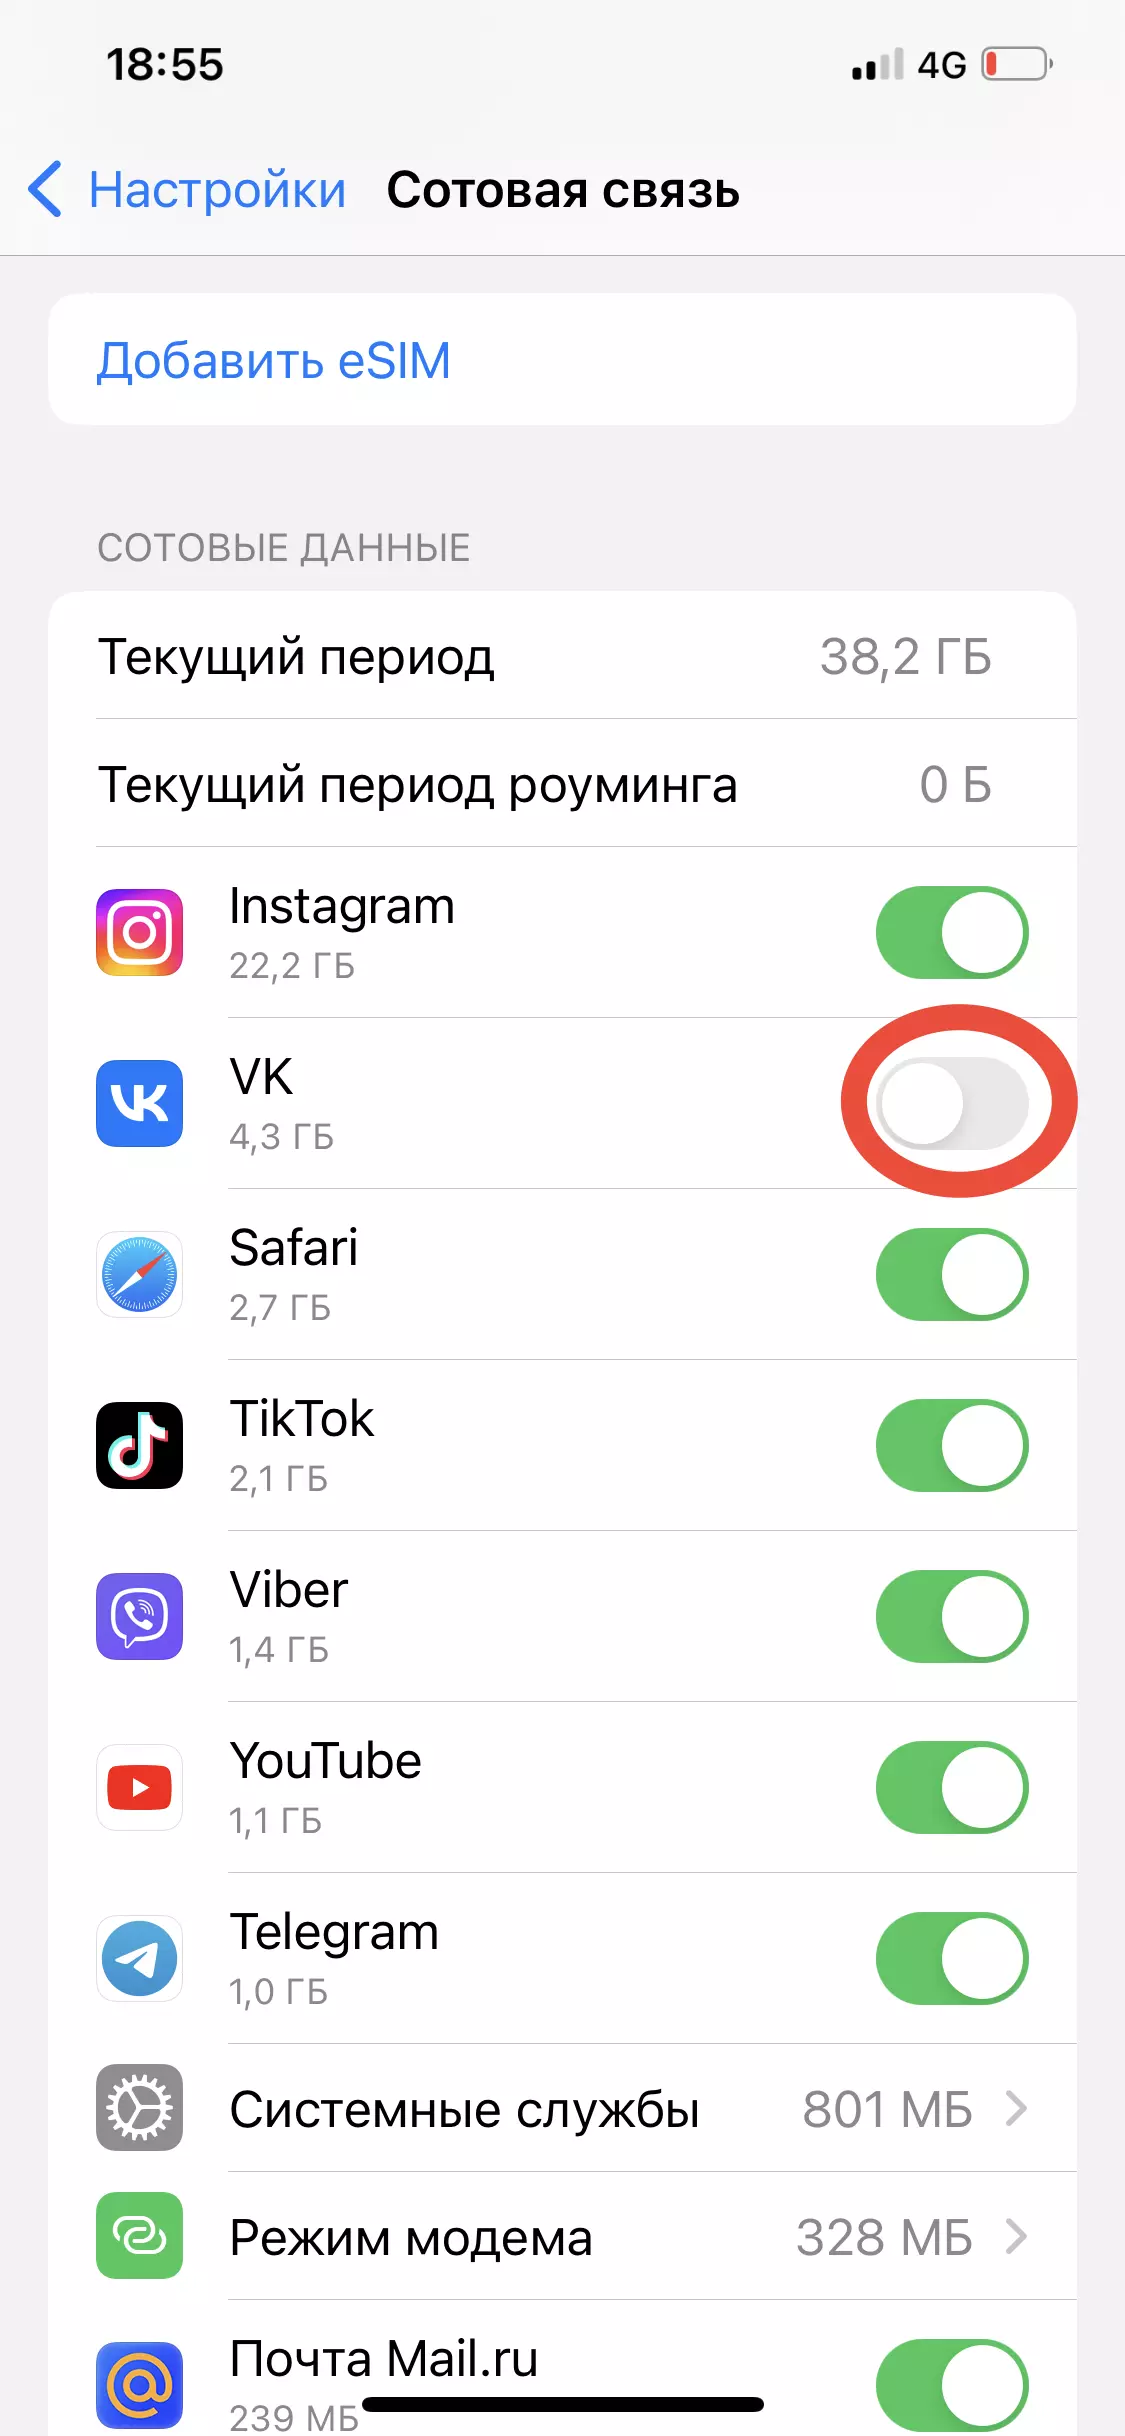 18:55 4G
Настройки Сотовая связь
Добавить eSIM
СОТОВЫЕ ДАННЫЕ
Текущий период 38,2 ГБ
Текущий период роуминга 0 Б
Instagram
22,2 ГБ
VK
4,3 ГБ
Safari
2,7 ГБ
TikTok
2,1 ГБ
Viber
1,4 ГБ
YouTube
1,1 ГБ
Telegram
1,0 ГБ
Системные службы 801 МБ
Режим модема 328 МБ
Почта Mail.ru
239 МБ